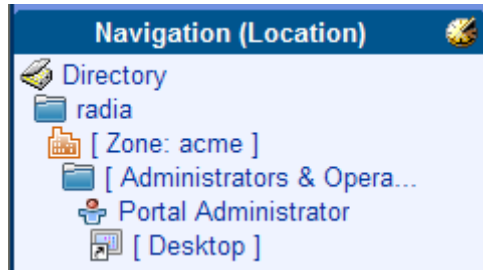 Navigation (Location)
Directory
radia
[ Zone: acme ]
[ Administrators & Opera...
Portal Administrator
[ Desktop ]